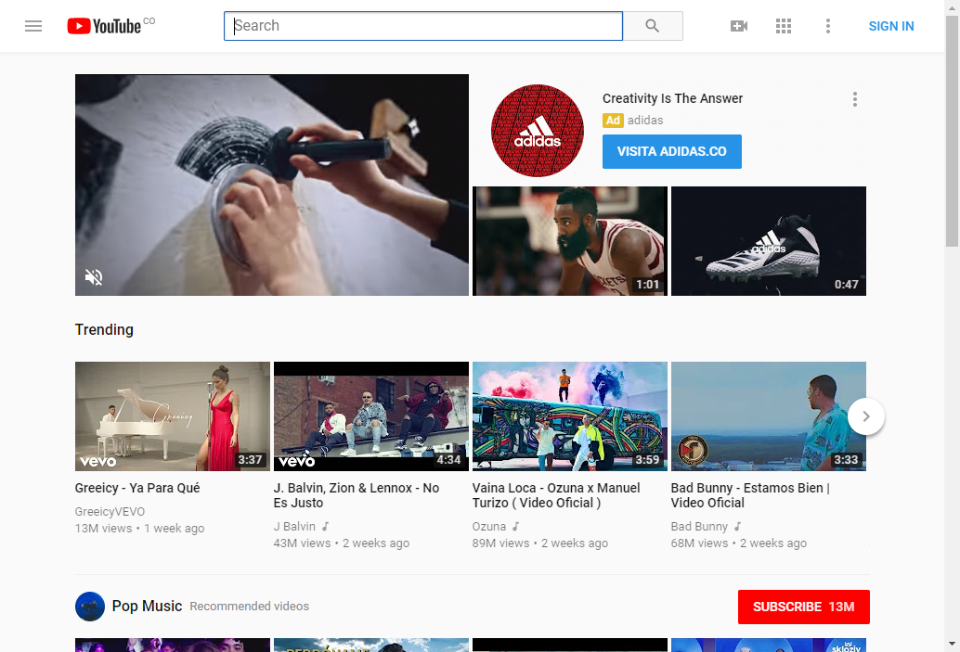 YouTube CO
Search
SIGN IN
adidas
Creativity Is The Answer
Ad adidas
VISITA ADIDAS.CO
adidas
1:01
0:47
Trending
Greeicy
vevo
3:37
vevo
4:34
3:59
3:33
Greeicy - Ya Para Qué
GreeicyVEVO
13M views • 1 week ago
J. Balvin, Zion & Lennox - No
Es Justo
J Balvin
43M views • 2 weeks ago
Vaina Loca - Ozuna x Manuel
Turizo ( Video Oficial )
Ozuna
89M views • 2 weeks ago
Bad Bunny - Estamos Bien |
Video Oficial
Bad Bunny
68M views • 2 weeks ago
Pop Music Recommended videos
SUBSCRIBE 13M